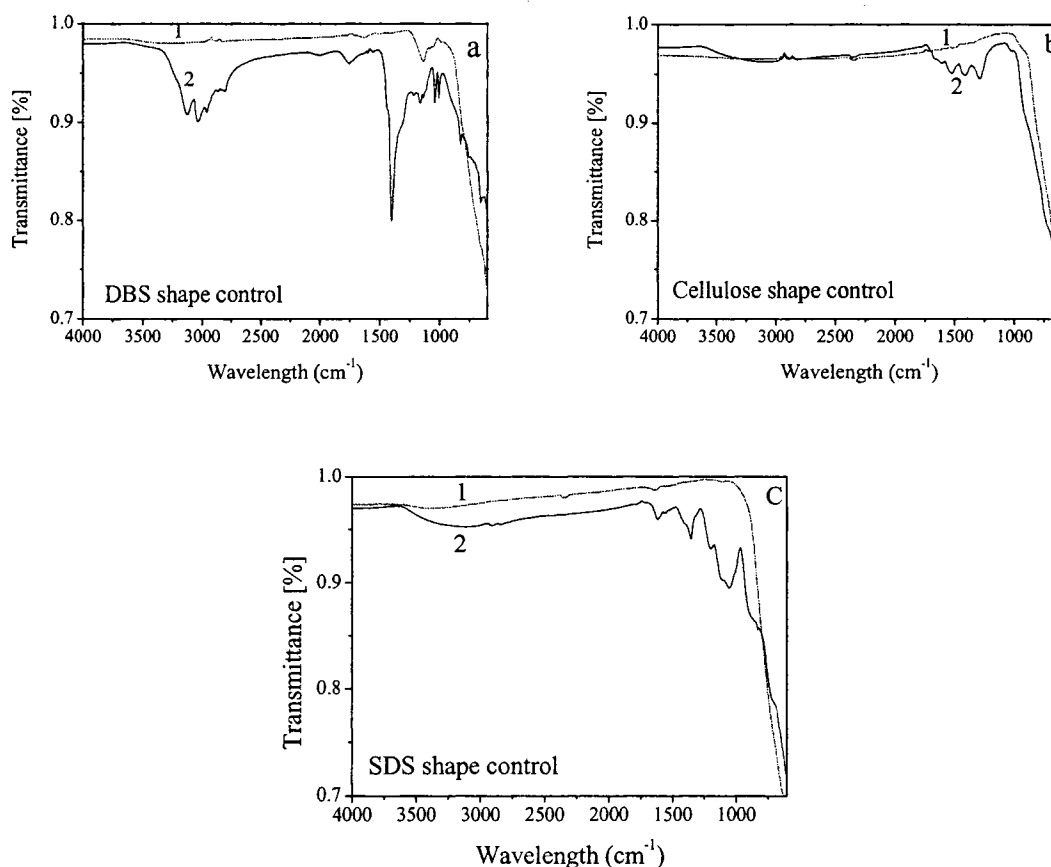 1.0
0.9
0.8
0.7
Transmittance [%]
1
2
a
DBS shape control
4000 3500 3000 2500 2000 1500 1000
Wavelength (cm-1)
1.0
0.9
0.8
0.7
Transmittance [%]
1
2
b
Cellulose shape control
4000 3500 3000 2500 2000 1500 1000
Wavelength (cm-1)
1.0
0.9
0.8
0.7
Transmittance [%]
1
2
C
SDS shape control
4000 3500 3000 2500 2000 1500 1000
Wavelength (cm-1)